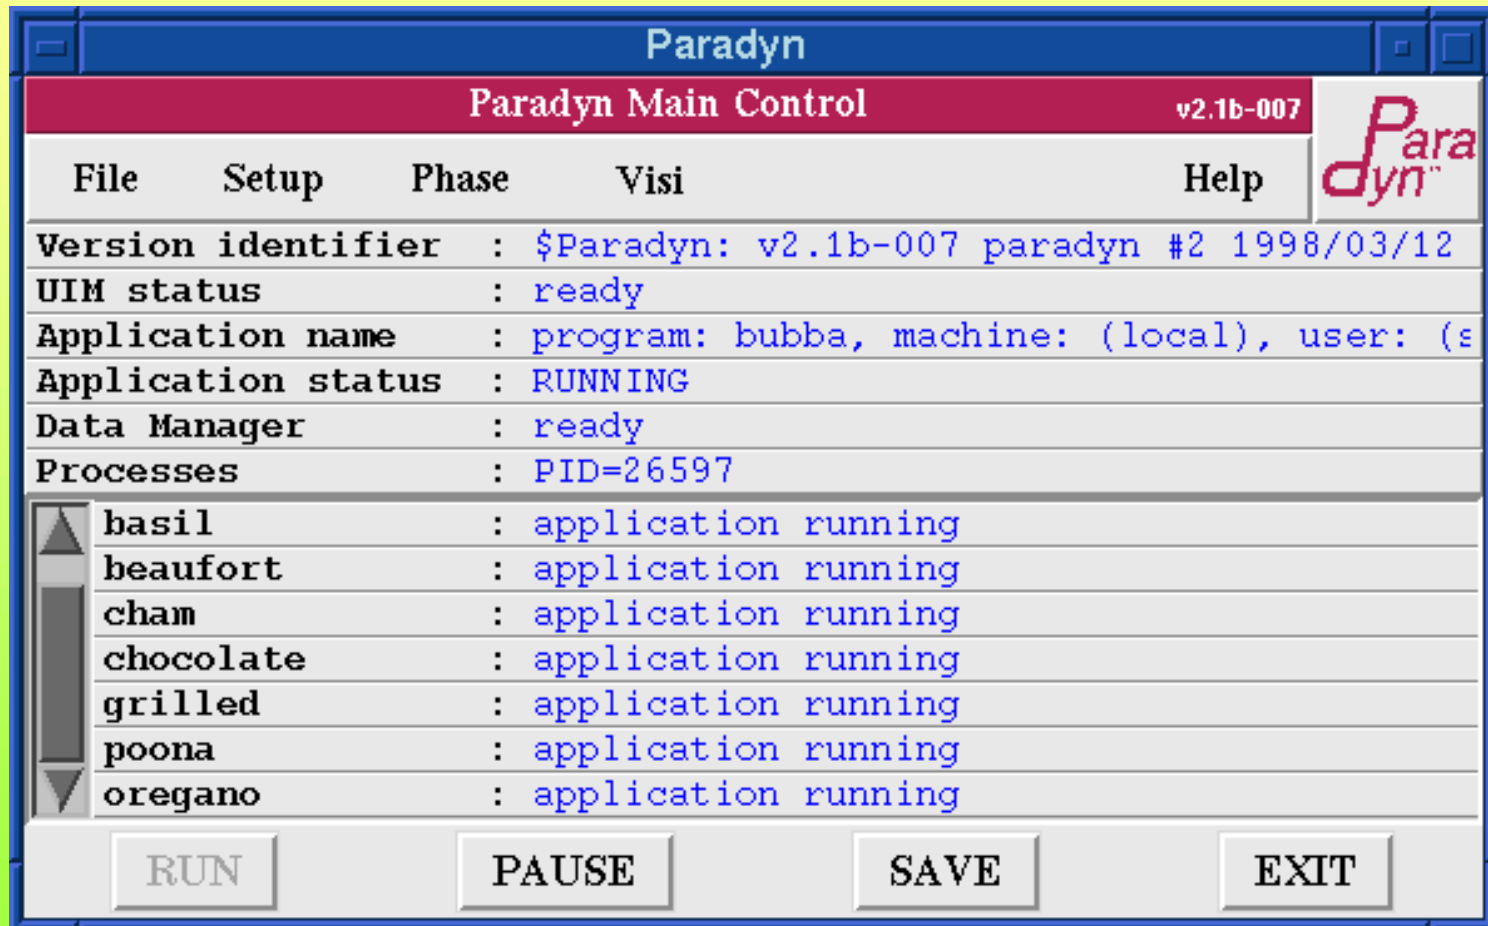 Paradyn
Paradyn Main Control v2.1b-007
Para
dyn™
File Setup Phase Visi Help
Version identifier : $Paradyn: v2.1b-007 paradyn #2 1998/03/12
UIM status : ready
Application name : program: bubba, machine: (local), user: (s
Application status : RUNNING
Data Manager : ready
Processes : PID=26597
basil : application running
beaufort : application running
cham : application running
chocolate : application running
grilled : application running
poona : application running
oregano : application running
RUN PAUSE SAVE EXIT